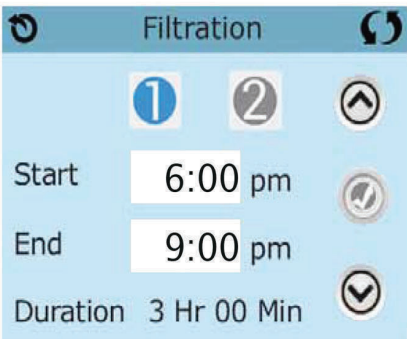 Filtration
1 2
Start 6:00 pm
End 9:00 pm
Duration 3 Hr 00 Min